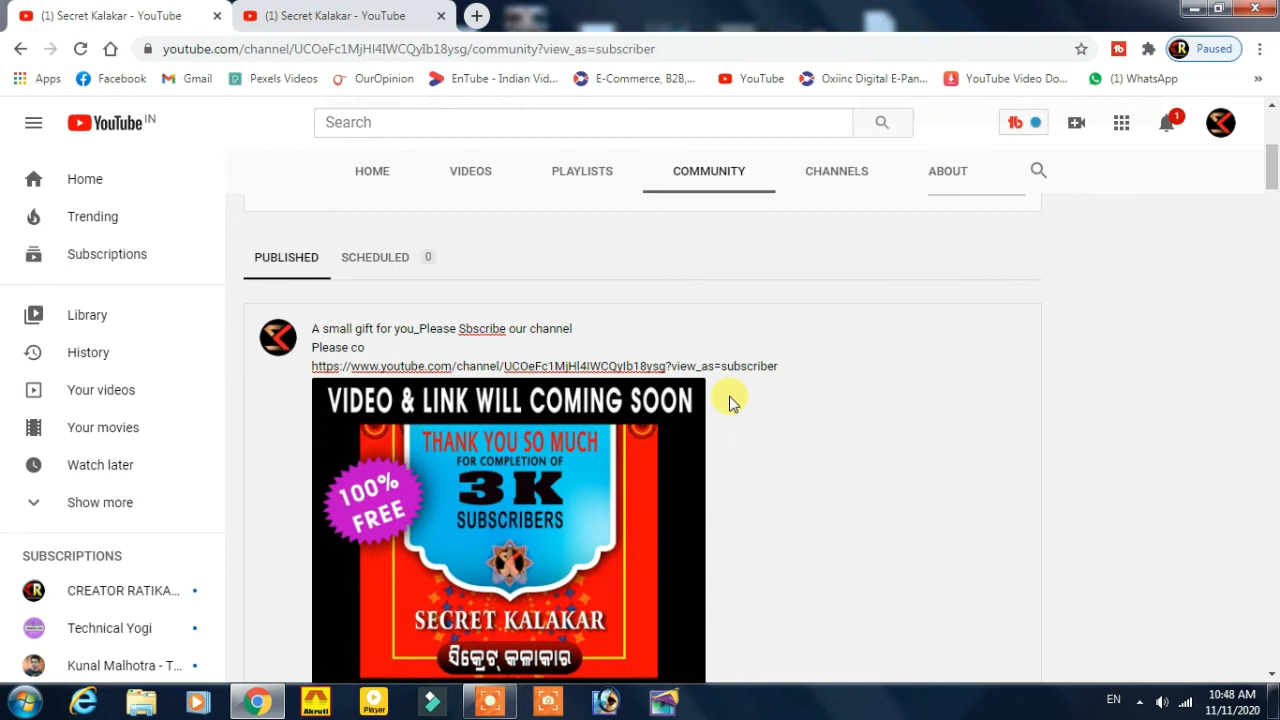 (1) Secret Kalakar - YouTube
(1) Secret Kalakar - YouTube
youtube.com/channel/UCOeFc1MjHl4IWCQyIb18ysg/community?view_as=subscriber
Paused
Apps
Facebook
Gmail
Pexels Videos
OurOpinion
EnTube - Indian Vid...
E-Commerce, B2B,...
YouTube
Oxiinc Digital E-Pan...
YouTube Video Do...
(1) WhatsApp
»
YouTube IN
Search
1
HOME
VIDEOS
PLAYLISTS
COMMUNITY
CHANNELS
ABOUT
Home
Trending
Subscriptions
Library
History
Your videos
Your movies
Watch later
Show more
SUBSCRIPTIONS
CREATOR RATIKA...
Technical Yogi
Kunal Malhotra - T...
PUBLISHED
SCHEDULED 0
A small gift for you_Please Sbscribe our channel
Please co
https://www.youtube.com/channel/UCOeFc1MjHl4IWCQyIb18ysg?view_as=subscriber
VIDEO & LINK WILL COMING SOON
THANK YOU SO MUCH
FOR COMPLETION OF
3K
SUBSCRIBERS
100%
FREE
SECRET KALAKAR
ସିକ୍ରେଟ୍ କଳାକାର
Akruti
Player
EN
10:48 AM
11/11/2020